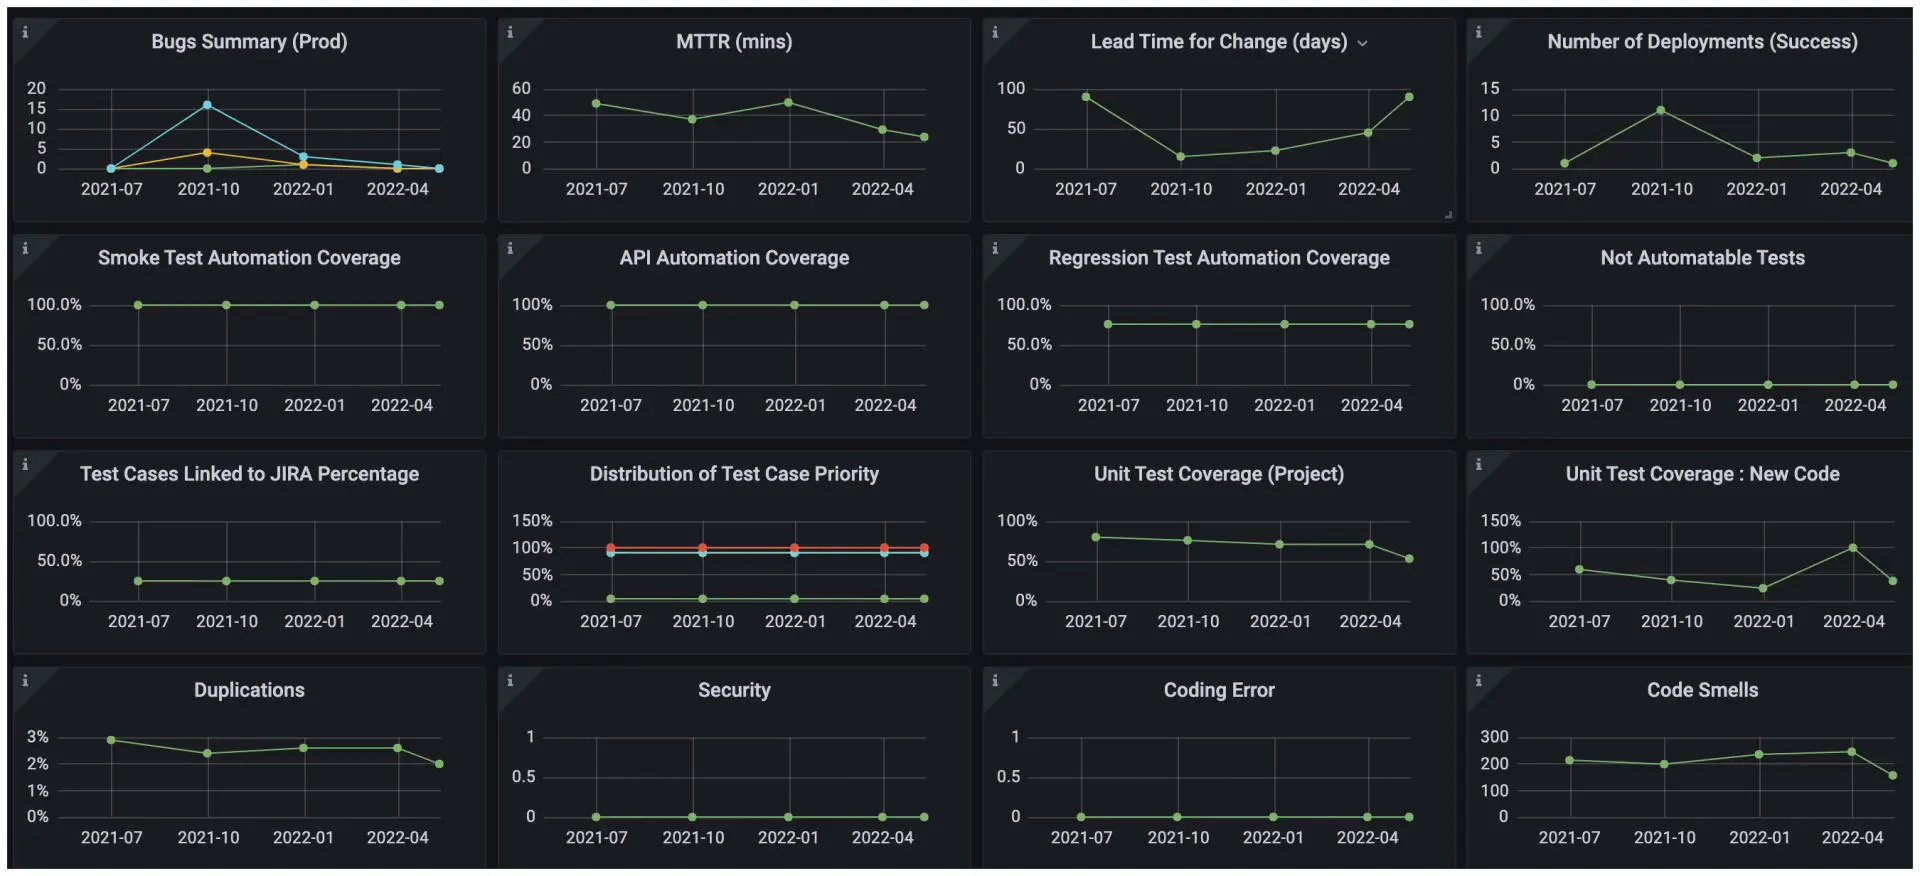 Bugs Summary (Prod)
20
15
10
5
0
2021-07 2021-10 2022-01 2022-04
MTTR (mins)
60
40
20
0
2021-07 2021-10 2022-01 2022-04
Lead Time for Change (days)
100
50
0
2021-07 2021-10 2022-01 2022-04
Number of Deployments (Success)
15
10
5
0
2021-07 2021-10 2022-01 2022-04
Smoke Test Automation Coverage
100.0%
50.0%
0%
2021-07 2021-10 2022-01 2022-04
API Automation Coverage
100%
50%
0%
2021-07 2021-10 2022-01 2022-04
Regression Test Automation Coverage
100.0%
50.0%
0%
2021-07 2021-10 2022-01 2022-04
Not Automatable Tests
100.0%
50.0%
0%
2021-07 2021-10 2022-01 2022-04
Test Cases Linked to JIRA Percentage
100.0%
50.0%
0%
2021-07 2021-10 2022-01 2022-04
Distribution of Test Case Priority
150%
100%
50%
0%
2021-07 2021-10 2022-01 2022-04
Unit Test Coverage (Project)
100%
50%
0%
2021-07 2021-10 2022-01 2022-04
Unit Test Coverage : New Code
150%
100%
50%
0%
2021-07 2021-10 2022-01 2022-04
Duplications
3%
2%
1%
0%
2021-07 2021-10 2022-01 2022-04
Security
1
0.5
0
2021-07 2021-10 2022-01 2022-04
Coding Error
1
0.5
0
2021-07 2021-10 2022-01 2022-04
Code Smells
300
200
100
0
2021-07 2021-10 2022-01 2022-04